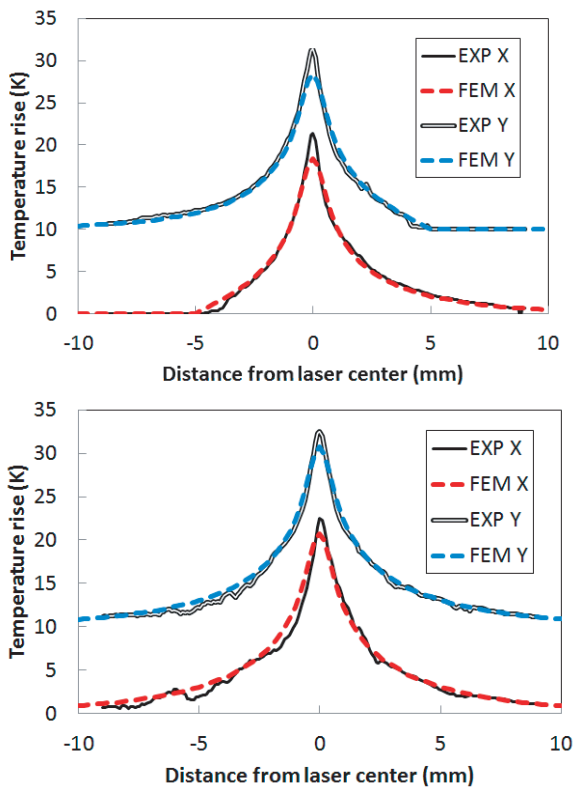 Temperature rise (K)
35
30
25
20
15
10
5
0
EXP X
FEM X
EXP Y
FEM Y
-10
-5
0
5
10
Distance from laser center (mm)
Temperature rise (K)
35
30
25
20
15
10
5
0
EXP X
FEM X
EXP Y
FEM Y
-10
-5
0
5
10
Distance from laser center (mm)